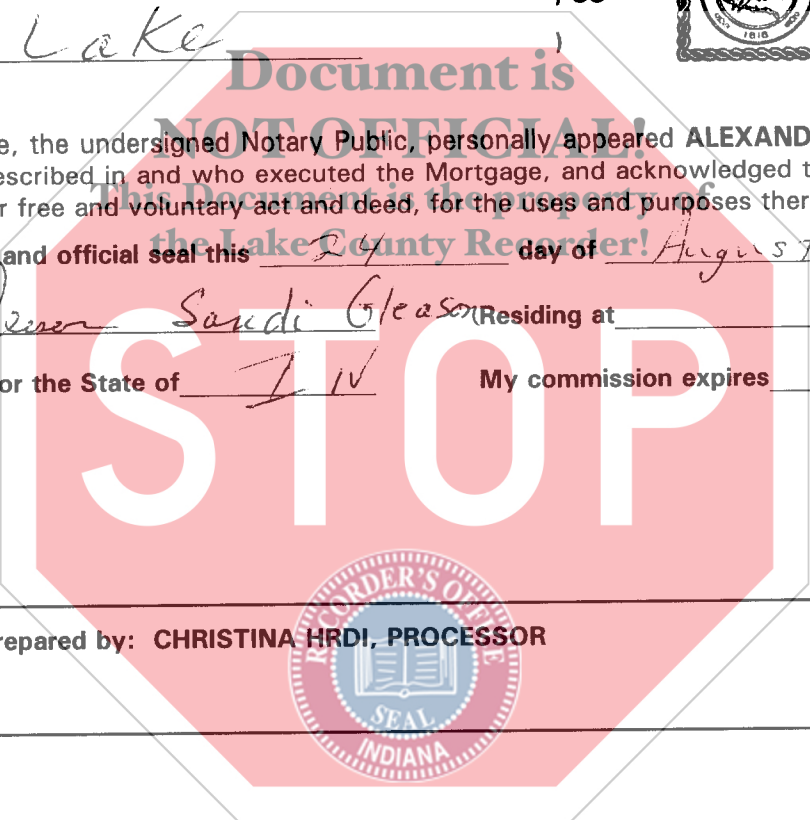 Lake )
1816
Document is
NOT OFFICIAL!
e, the undersigned Notary Public, personally appeared ALEXAND
escribed in and who executed the Mortgage, and acknowledged t
This Document is the property of
r free and voluntary act and deed, for the uses and purposes ther
the Lake County Recorder!
and official seal this 24 day of August
Sandi Gleason Residing at
or the State of IN My commission expires
STOP
repared by: CHRISTINA HRDI, PROCESSOR
RECORDER'S OFFICE
SEAL
INDIANA